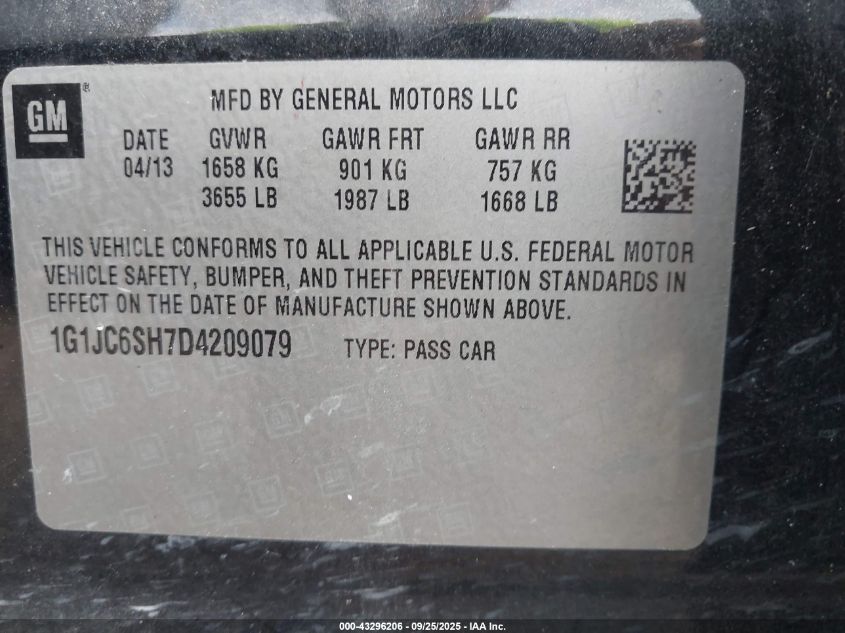 GM®
MFD BY GENERAL MOTORS LLC
DATE GVWR GAWR FRT GAWR RR
04/13 1658 KG 901 KG 757 KG
3655 LB 1987 LB 1668 LB
THIS VEHICLE CONFORMS TO ALL APPLICABLE U.S. FEDERAL MOTOR
VEHICLE SAFETY, BUMPER, AND THEFT PREVENTION STANDARDS IN
EFFECT ON THE DATE OF MANUFACTURE SHOWN ABOVE.
1G1JC6SH7D4209079 TYPE: PASS CAR
000-43296206 - 09/25/2025 - IAA Inc.